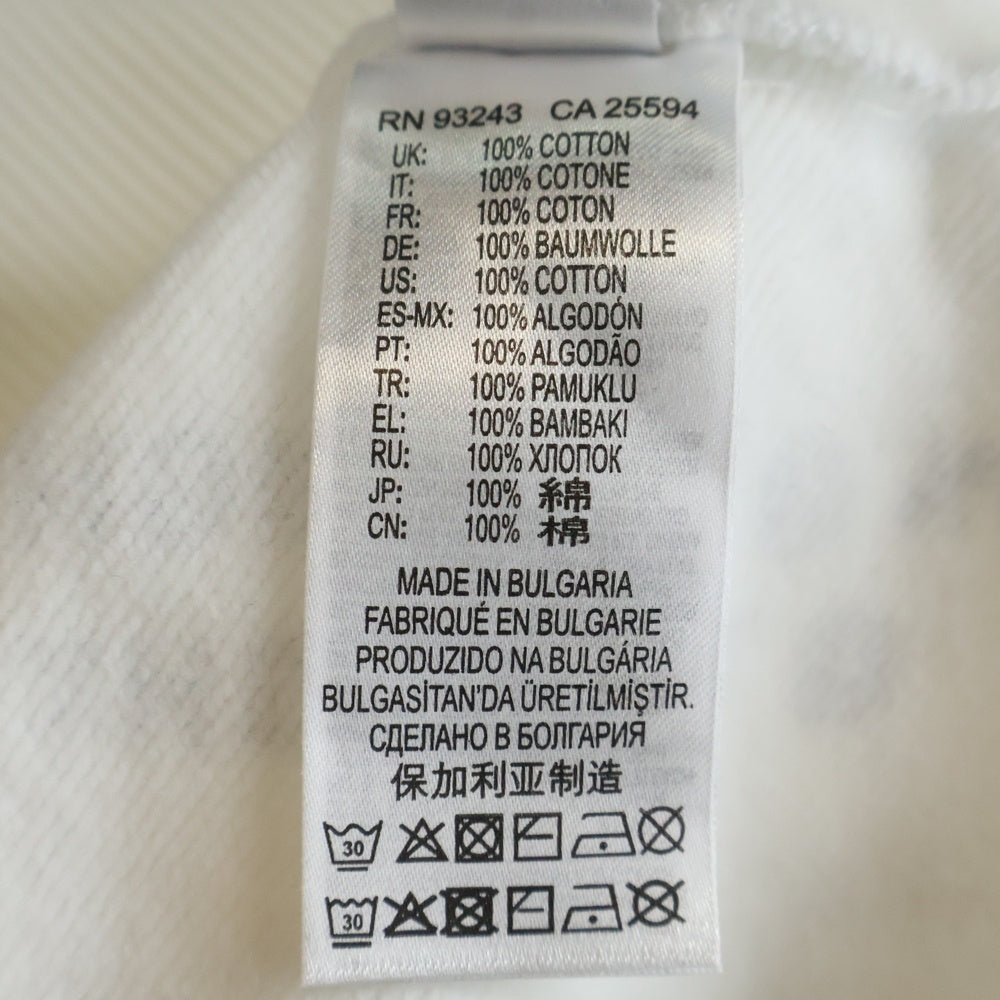 RN 93243 CA 25594
UK: 100% COTTON
IT: 100% COTONE
FR: 100% COTON
DE: 100% BAUMWOLLE
US: 100% COTTON
ES-MX: 100% ALGODÓN
PT: 100% ALGODÃO
TR: 100% PAMUKLU
EL: 100% ΒΑΜΒΑΚΙ
RU: 100% ХЛОПОК
JP: 100% 綿
CN: 100% 棉
MADE IN BULGARIA
FABRIQUÉ EN BULGARIE
PRODUZIDO NA BULGÁRIA
BULGASİTAN'DA ÜRETİLMİŞTİR.
СДЕЛАНО В БОЛГАРИЯ
保加利亚制造
30
30